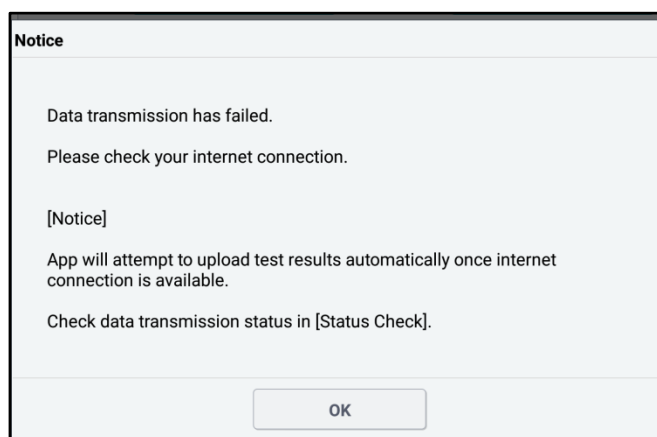 Notice
Data transmission has failed.
Please check your internet connection.
[Notice]
App will attempt to upload test results automatically once internet
connection is available.
Check data transmission status in [Status Check].
OK